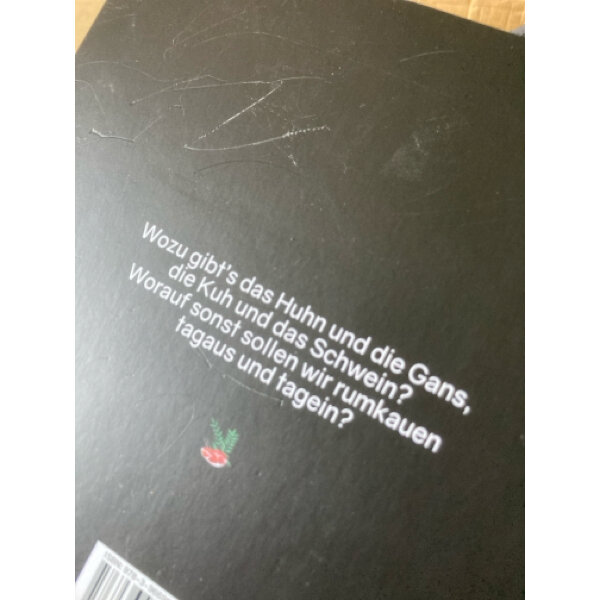 Wozu gibt's das Huhn und die Gans,
die Kuh und das Schwein?
Worauf sonst sollen wir rumkauen
tagaus und tagein?